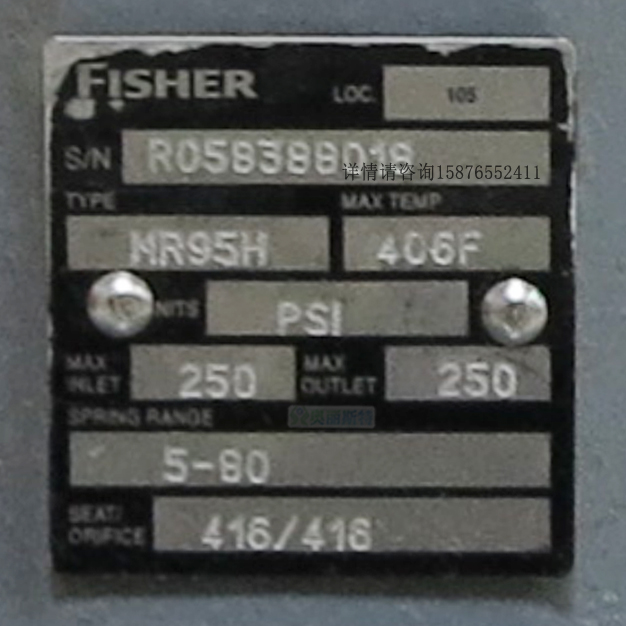 FISHER
LOC. 105
S/N
详情请咨询15876552411
TYPE MAX TEMP
MR95H 406F
UNITS PSI
MAX INLET 250 MAX OUTLET 250
SPRING RANGE
5-80
SEAT/
ORIFICE 416/416